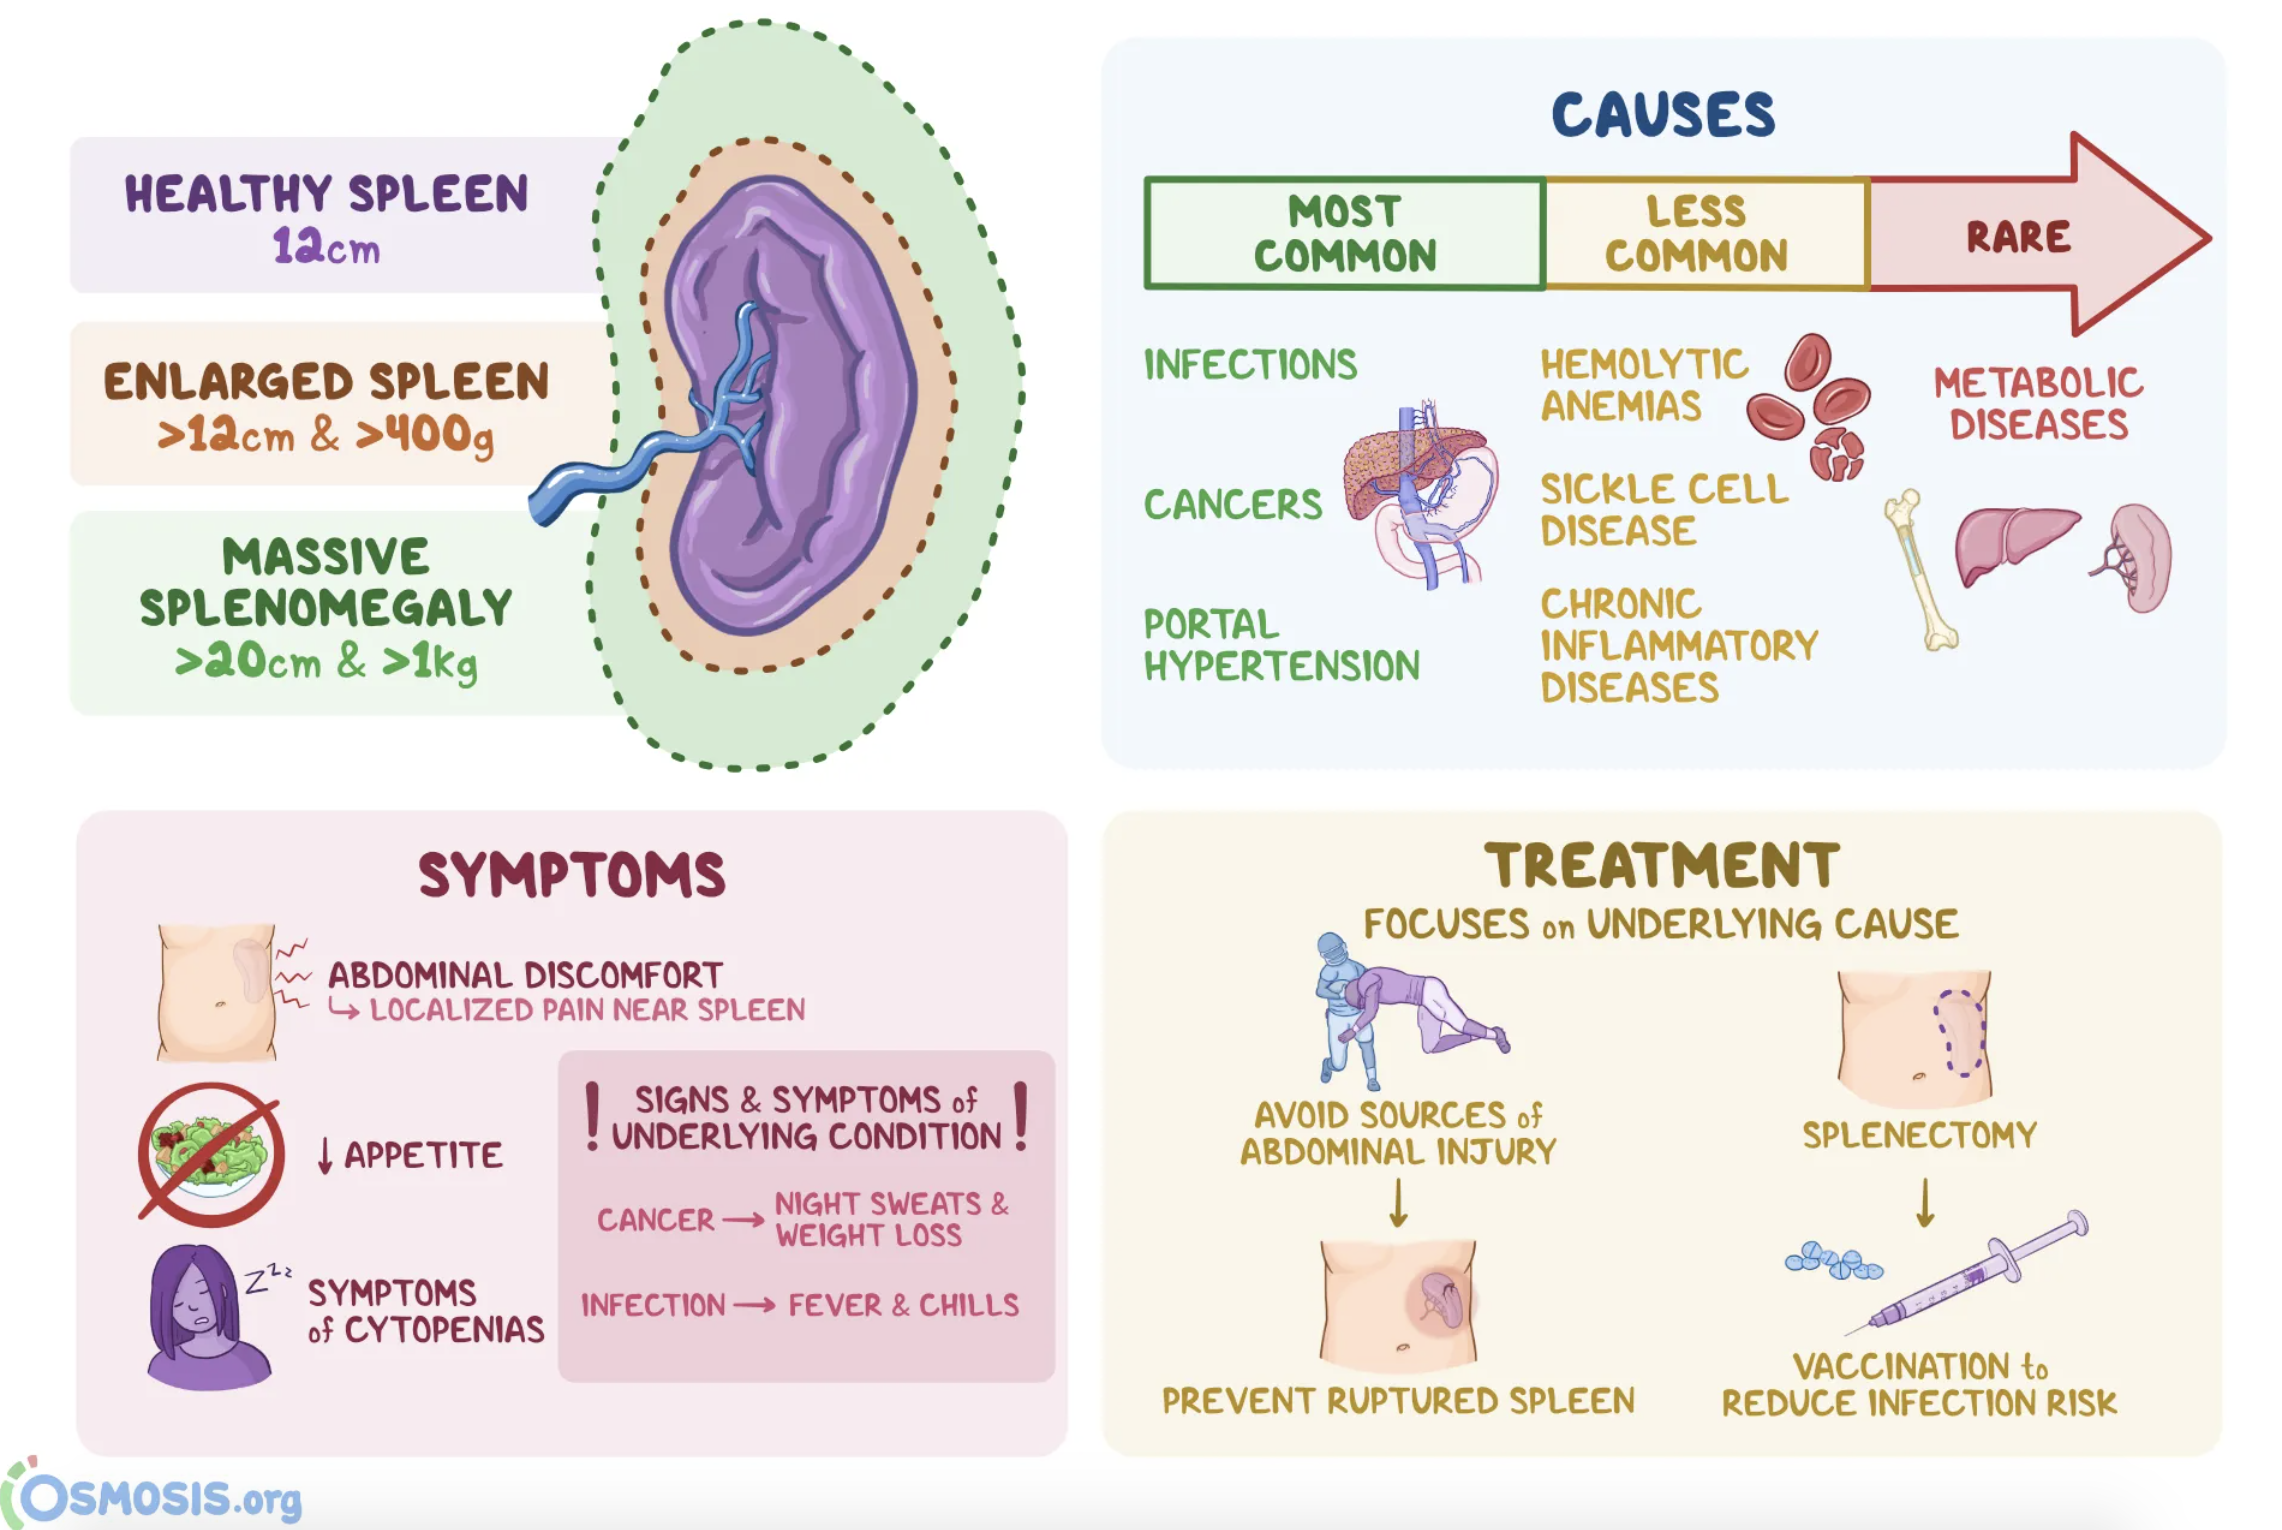 HEALTHY SPLEEN
12cm
ENLARGED SPLEEN
>12cm & >400g
MASSIVE
SPLENOMEGALY
>20cm & >1kg
CAUSES
MOST
COMMON
LESS
COMMON
RARE
INFECTIONS
CANCERS
PORTAL
HYPERTENSION
HEMOLYTIC
ANEMIAS
SICKLE CELL
DISEASE
CHRONIC
INFLAMMATORY
DISEASES
METABOLIC
DISEASES
SYMPTOMS
ABDOMINAL DISCOMFORT
↳ LOCALIZED PAIN NEAR SPLEEN
↓ APPETITE
zzzz
SYMPTOMS
of CYTOPENIAS
! SIGNS & SYMPTOMS of
UNDERLYING CONDITION !
CANCER → NIGHT SWEATS &
WEIGHT LOSS
INFECTION → FEVER & CHILLS
TREATMENT
FOCUSES on UNDERLYING CAUSE
AVOID SOURCES of
ABDOMINAL INJURY
↓
PREVENT RUPTURED SPLEEN
SPLENECTOMY
↓
VACCINATION to
REDUCE INFECTION RISK
OSMOSIS.org